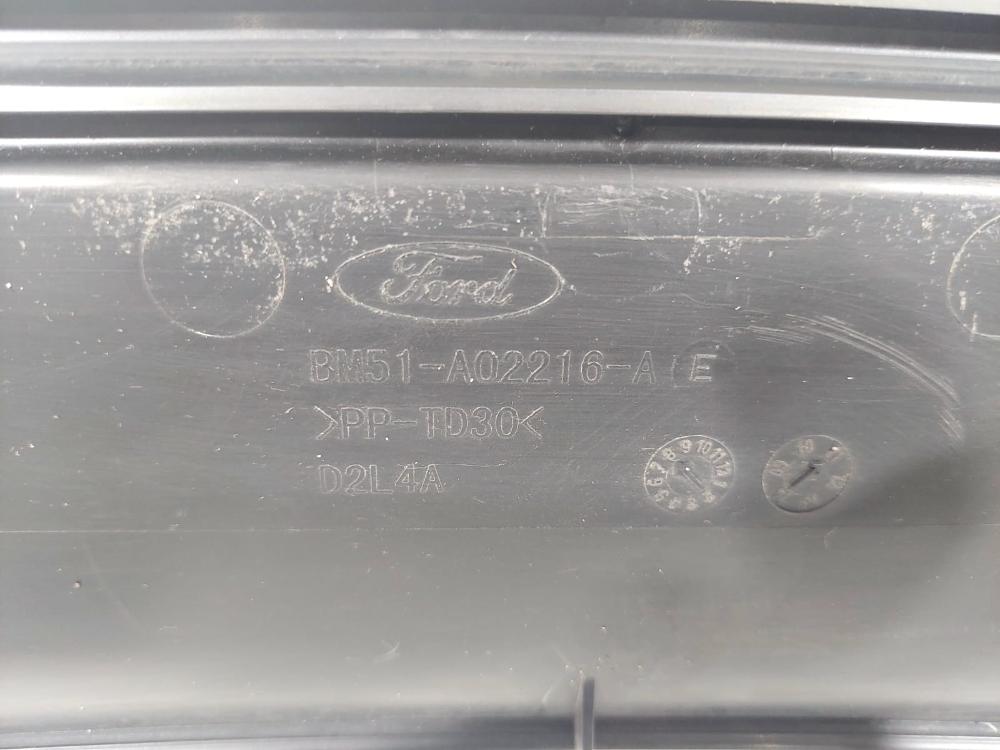 Ford
BM51-A02216-A E
>PP-TD30<
D2L4A